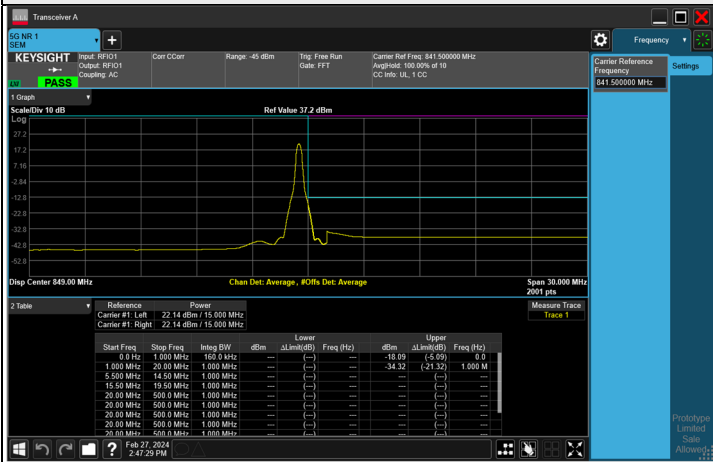 Transceiver A
5G NR 1
SEM
Frequency
KEYSIGHT
Input: RFIO1
Output: RFIO1
Coupling: AC
Corr CCorr
Range: -45 dBm
Trig: Free Run
Gate: FFT
Carrier Ref Freq: 841.500000 MHz
Avg|Hold: 100.00% of 10
CC Info: UL, 1 CC
PASS
Carrier Reference
Frequency
841.500000 MHz
Settings
1 Graph
Scale/Div 10 dB
Ref Value 37.2 dBm
Log
27.2
17.2
7.16
-2.84
-12.8
-22.8
-32.8
-42.8
-52.8
Disp Center 849.00 MHz
Chan Det: Average, #Offs Det: Average
Span 30.000 MHz
2001 pts
2 Table
Reference Power
Carrier #1: Left 22.14 dBm / 15.000 MHz
Carrier #1: Right 22.14 dBm / 15.000 MHz
Measure Trace
Trace 1
Lower Upper
Start Freq Stop Freq Integ BW dBm ΔLimit(dB) Freq (Hz) dBm ΔLimit(dB) Freq (Hz)
0.0 Hz 1.000 MHz 160.0 kHz --- (---) --- -18.09 (-5.09) 0.0
1.000 MHz 20.00 MHz 1.000 MHz --- (---) --- -34.32 (-21.32) 1.000 M
5.500 MHz 14.50 MHz 1.000 MHz --- (---) --- --- (---) ---
15.50 MHz 19.50 MHz 1.000 MHz --- (---) --- --- (---) ---
20.00 MHz 500.0 MHz 1.000 MHz --- (---) --- --- (---) ---
20.00 MHz 500.0 MHz 1.000 MHz --- (---) --- --- (---) ---
20.00 MHz 500.0 MHz 1.000 MHz --- (---) --- --- (---) ---
20.00 MHz 500.0 MHz 1.000 MHz --- (---) --- --- (---) ---
Feb 27, 2024
2:47:29 PM
Prototype
Limited
Sale
Allowed